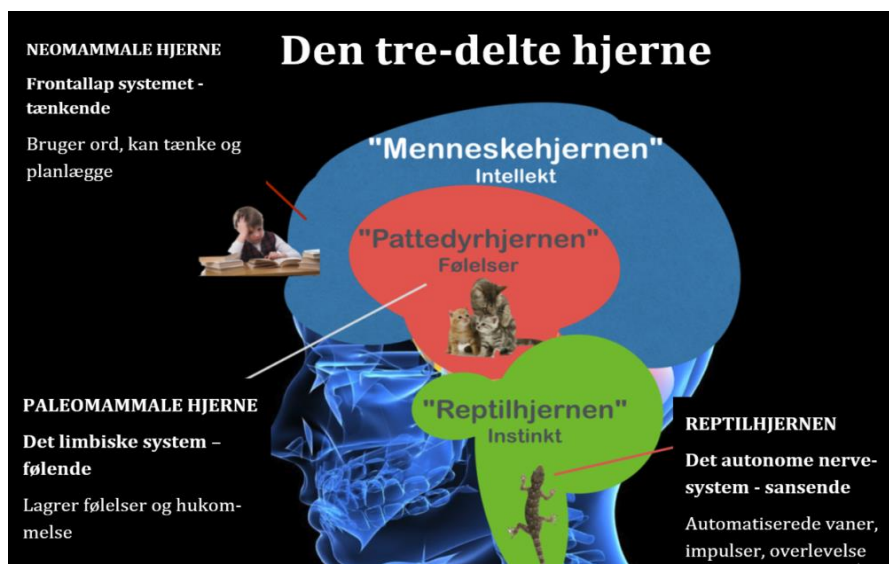 Den tre-delte hjerne
NEOMAMMALE HJERNE
Frontallap systemet -
tænkende
Bruger ord, kan tænke og
planlægge
"Menneskehjernen"
Intellekt
"Pattedyrhjernen"
Følelser
PALEOMAMMALE HJERNE
Det limbiske system –
følende
Lagrer følelser og hukom-
melse
"Reptilhjernen"
Instinkt
REPTILHJERNEN
Det autonome nerve-
system - sansende
Automatiserede vaner,
impulser, overlevelse